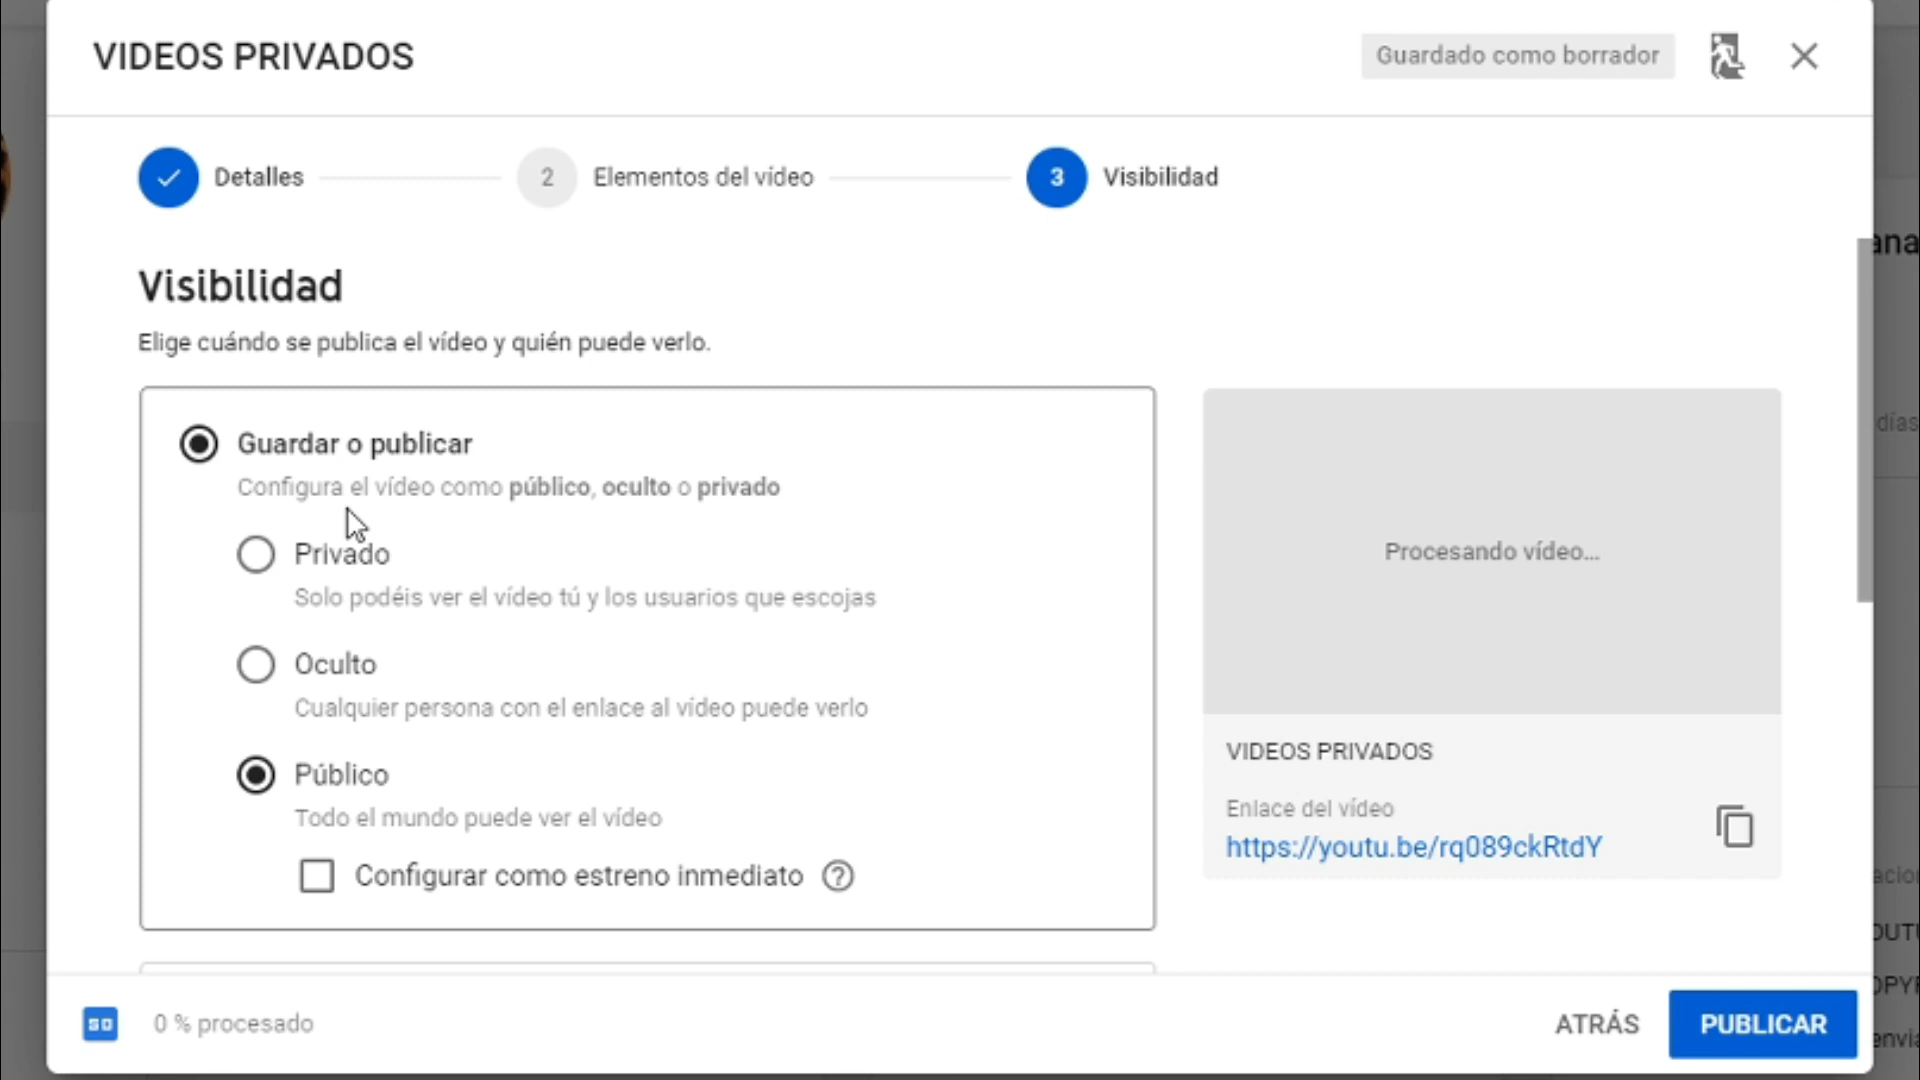 VIDEOS PRIVADOS
Guardado como borrador
Detalles
2
Elementos del vídeo
3
Visibilidad
Visibilidad
Elige cuándo se publica el vídeo y quién puede verlo.
Guardar o publicar
Configura el vídeo como público, oculto o privado
Privado
Solo podéis ver el vídeo tú y los usuarios que escojas
Oculto
Cualquier persona con el enlace al vídeo puede verlo
Público
Todo el mundo puede ver el vídeo
Configurar como estreno inmediato ?
Procesando vídeo...
VIDEOS PRIVADOS
Enlace del vídeo
https://youtu.be/rq089ckRtdY
SD
0 % procesado
ATRÁS
PUBLICAR
días